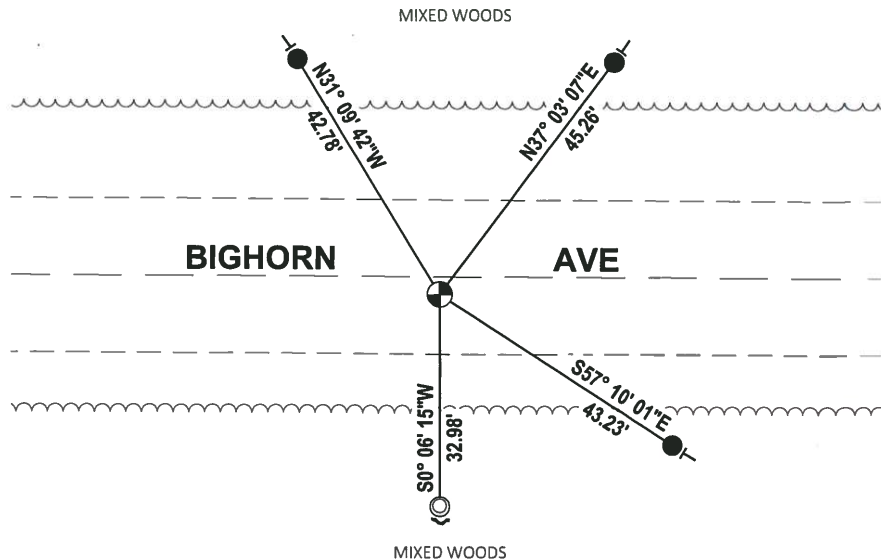 MIXED WOODS
N31° 09' 42"W
42.78'
N37° 03' 07"E
45.26'
BIGHORN AVE
S57° 10' 01"E
43.23'
S0° 06' 15"W
32.98'
MIXED WOODS